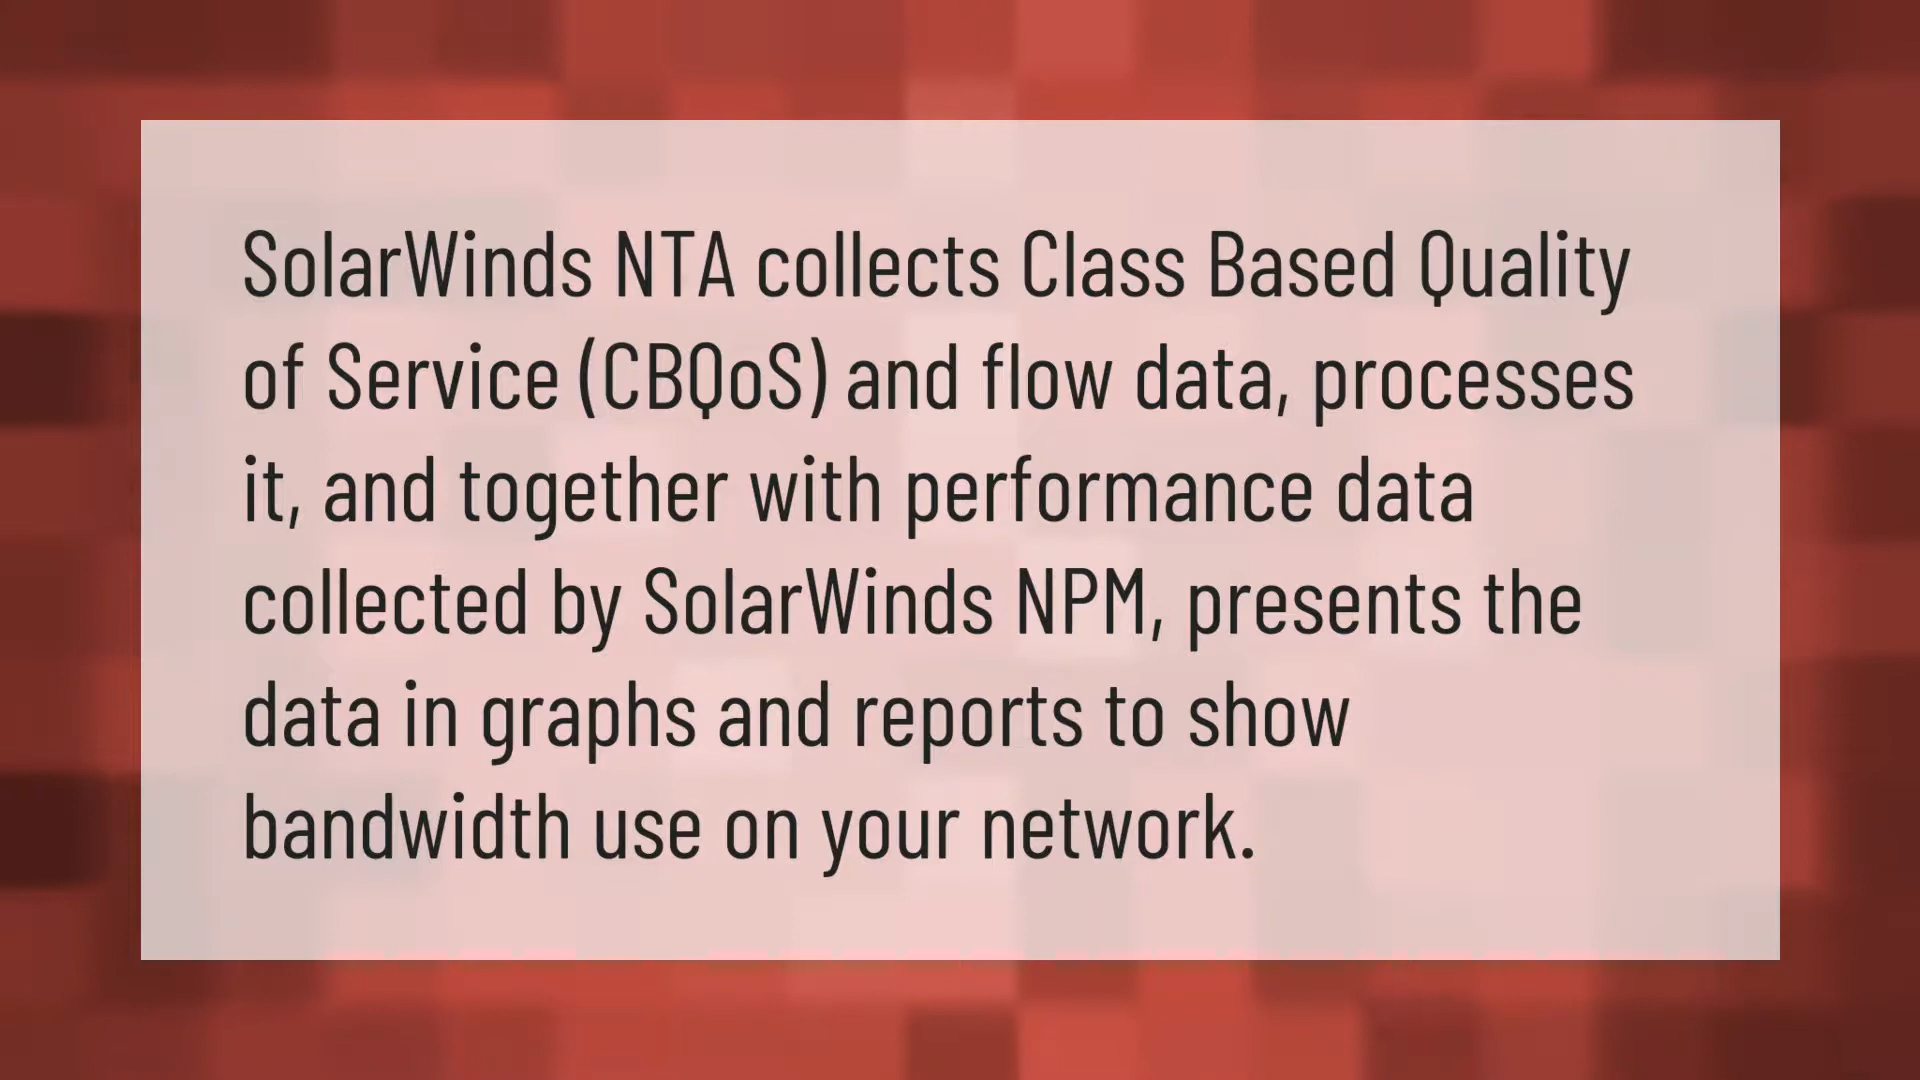 SolarWinds NTA collects Class Based Quality
of Service (CBQoS) and flow data, processes
it, and together with performance data
collected by SolarWinds NPM, presents the
data in graphs and reports to show
bandwidth use on your network.